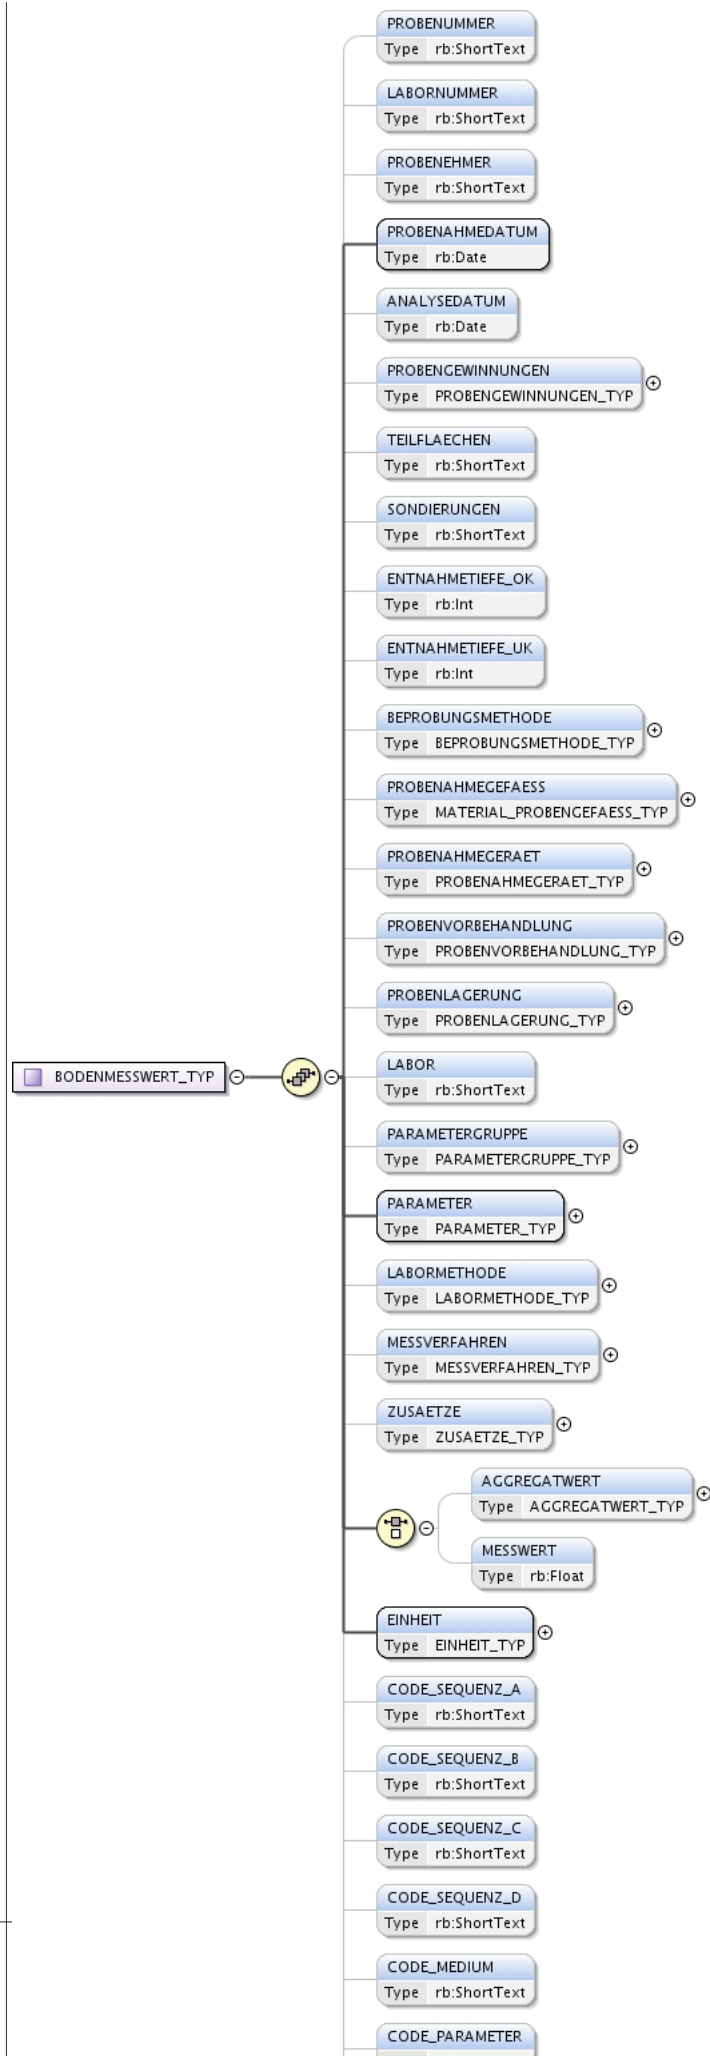 PROBENUMMER
Type rb:ShortText
LABORNUMMER
Type rb:ShortText
PROBENEHMER
Type rb:ShortText
PROBENAHMEDATUM
Type rb:Date
ANALYSEDATUM
Type rb:Date
PROBENGEWINNUNGEN
Type PROBENGEWINNUNGEN_TYP
TEILFLAECHEN
Type rb:ShortText
SONDIERUNGEN
Type rb:ShortText
ENTNAHMETIEFE_OK
Type rb:Int
ENTNAHMETIEFE_UK
Type rb:Int
BEPROBUNGSMETHODE
Type BEPROBUNGSMETHODE_TYP
PROBENAHMEGEFAESS
Type MATERIAL_PROBENGEFAESS_TYP
PROBENAHMEGERAET
Type PROBENAHMEGERAET_TYP
PROBENVORBEHANDLUNG
Type PROBENVORBEHANDLUNG_TYP
PROBENLAGERUNG
Type PROBENLAGERUNG_TYP
BODENMESSWERT_TYP
LABOR
Type rb:ShortText
PARAMETERGRUPPE
Type PARAMETERGRUPPE_TYP
PARAMETER
Type PARAMETER_TYP
LABORMETHODE
Type LABORMETHODE_TYP
MESSVERFAHREN
Type MESSVERFAHREN_TYP
ZUSAETZE
Type ZUSAETZE_TYP
AGGREGATWERT
Type AGGREGATWERT_TYP
MESSWERT
Type rb:Float
EINHEIT
Type EINHEIT_TYP
CODE_SEQUENZ_A
Type rb:ShortText
CODE_SEQUENZ_B
Type rb:ShortText
CODE_SEQUENZ_C
Type rb:ShortText
CODE_SEQUENZ_D
Type rb:ShortText
CODE_MEDIUM
Type rb:ShortText
CODE_PARAMETER